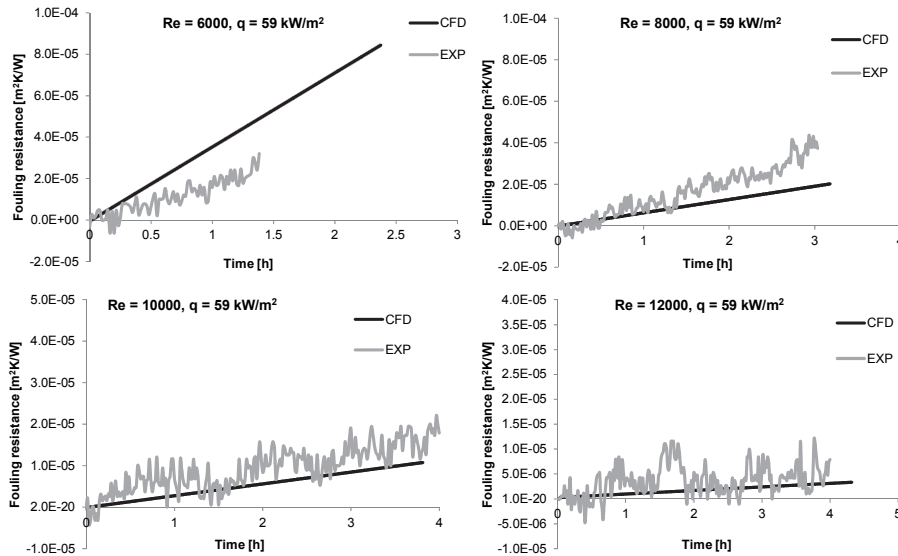 Re = 6000, q = 59 kW/m²
CFD
EXP
Fouling resistance [m²K/W]
1.0E-04
8.0E-05
6.0E-05
4.0E-05
2.0E-05
0.0E+00
-2.0E-05
0
0.5
1
1.5
2
2.5
3
Time [h]
Re = 8000, q = 59 kW/m²
CFD
EXP
Fouling resistance [m²K/W]
1.0E-04
8.0E-05
6.0E-05
4.0E-05
2.0E-05
0.0E+00
-2.0E-05
0
1
2
3
4
Time [h]
Re = 10000, q = 59 kW/m²
CFD
EXP
Fouling resistance [m²K/W]
5.0E-05
4.0E-05
3.0E-05
2.0E-05
1.0E-05
2.0E-20
-1.0E-05
0
1
2
3
4
Time [h]
Re = 12000, q = 59 kW/m²
CFD
EXP
Fouling resistance [m²K/W]
4.0E-05
3.5E-05
3.0E-05
2.5E-05
2.0E-05
1.5E-05
1.0E-05
5.0E-06
1.0E-20
-5.0E-06
-1.0E-05
0
1
2
3
4
5
Time [h]